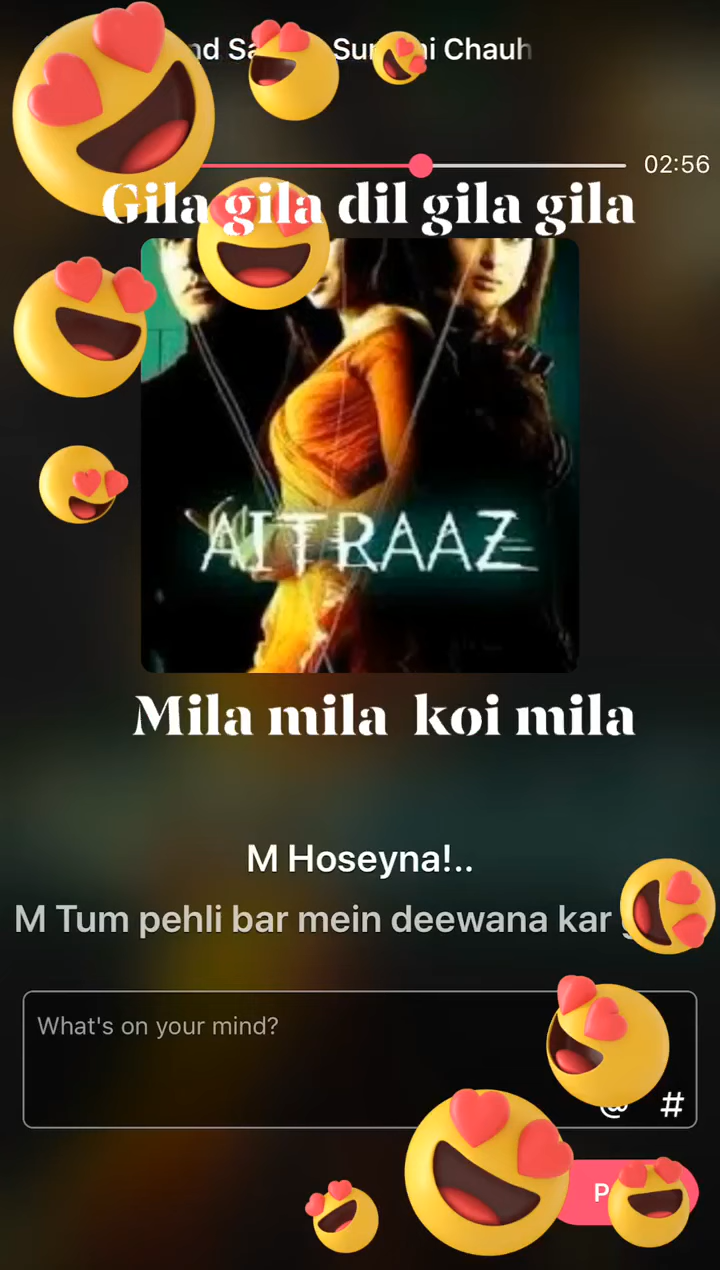 Sa
02:56
Gila gila dil gila gila
AITRAAZ
Mila mila koi mila
M Hoseyna!..
M Tum pehli bar mein deewana kar
What's on your mind?
@ #